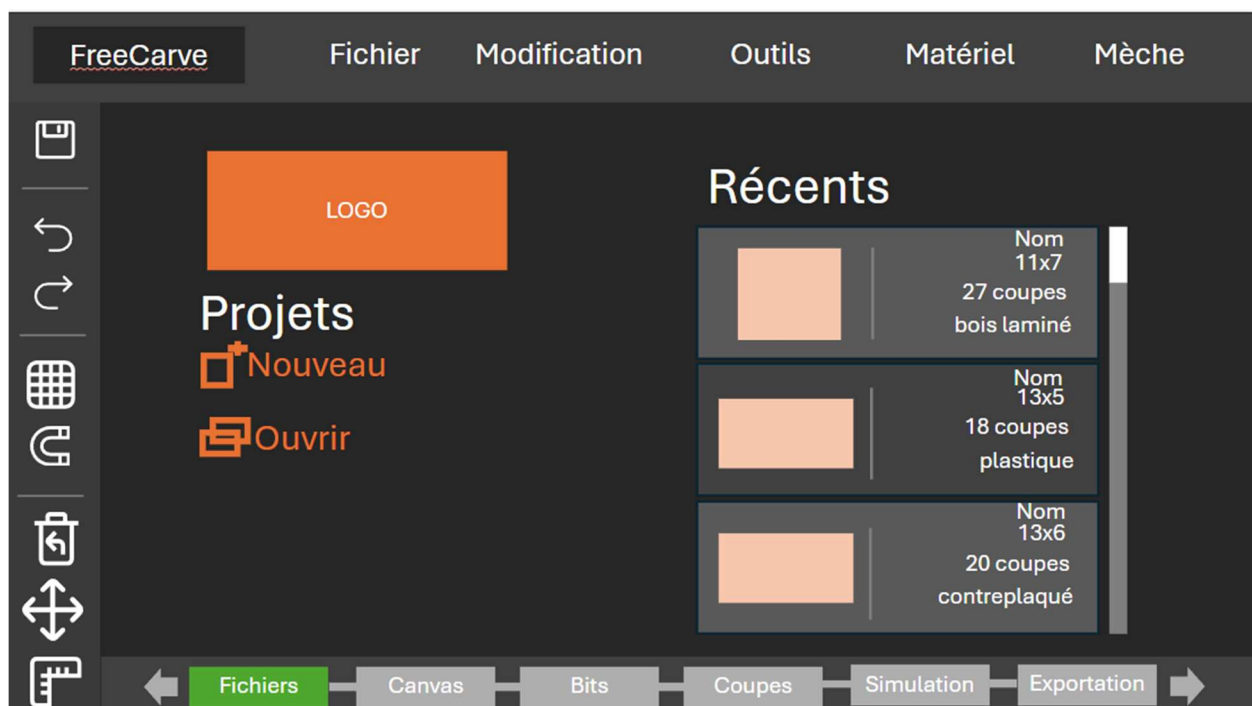 FreeCarve Fichier Modification Outils Matériel Mèche
LOGO
Projets
Nouveau
Ouvrir
Récents
Nom
11x7
27 coupes
bois laminé
Nom
13x5
18 coupes
plastique
Nom
13x6
20 coupes
contreplaqué
Fichiers Canvas Bits Coupes Simulation Exportation